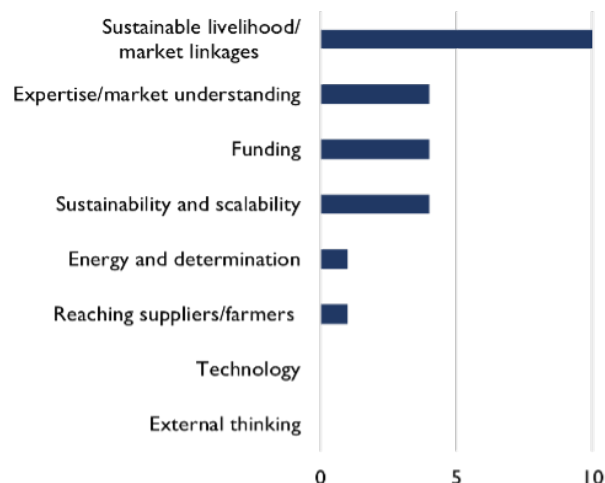 Sustainable livelihood/
market linkages
Expertise/market understanding
Funding
Sustainability and scalability
Energy and determination
Reaching suppliers/farmers
Technology
External thinking
0 5 10